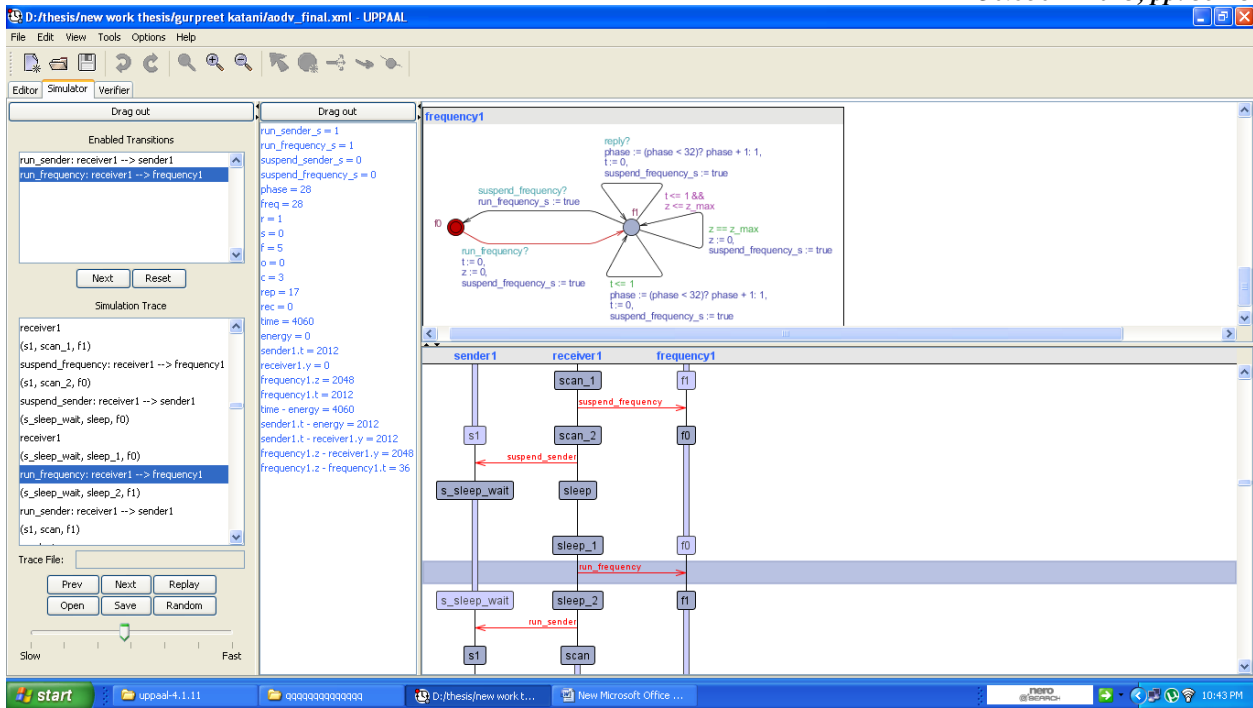 D:/thesis/new work thesis/gurpreet katani/aodv_final.xml - UPPAAL
File Edit View Tools Options Help
Editor Simulator Verifier
Drag out
Enabled Transitions
run_sender: receiver1 --> sender1
run_frequency: receiver1 --> frequency1
Next Reset
Simulation Trace
receiver1
(s1, scan_1, f1)
suspend_frequency: receiver1 --> frequency1
(s1, scan_2, f0)
suspend_sender: receiver1 --> sender1
(s_sleep_wait, sleep, f0)
receiver1
(s_sleep_wait, sleep_1, f0)
run_frequency: receiver1 --> frequency1
(s_sleep_wait, sleep_2, f1)
run_sender: receiver1 --> sender1
(s1, scan, f1)
Trace File:
Prev Next Replay
Open Save Random
Slow Fast
Drag out
run_sender_s = 1
run_frequency_s = 1
suspend_sender_s = 0
suspend_frequency_s = 0
phase = 28
freq = 28
r = 1
s = 0
f = 5
o = 0
c = 3
rep = 17
rec = 0
time = 4060
energy = 0
sender1.t = 2012
receiver1.y = 0
frequency1.z = 2048
frequency1.t = 2012
time - energy = 4060
sender1.t - energy = 2012
sender1.t - receiver1.y = 2012
frequency1.z - receiver1.y = 2048
frequency1.z - frequency1.t = 36
frequency1
reply?
phase := (phase < 32)? phase + 1: 1,
t := 0,
suspend_frequency_s := true
suspend_frequency?
run_frequency_s := true
t <= 1 &&
z <= z_max
f0
f1
z == z_max
z := 0,
suspend_frequency_s := true
run_frequency?
t := 0,
z := 0,
suspend_frequency_s := true
t <= 1
phase := (phase < 32)? phase + 1: 1,
t := 0,
suspend_frequency_s := true
sender1 receiver1 frequency1
scan_1 f1
suspend_frequency
s1 scan_2 f0
suspend_sender
s_sleep_wait sleep
sleep_1 f0
run_frequency
s_sleep_wait sleep_2 f1
run_sender
s1 scan
start uppaal-4.1.11 qqqqqqqqqqqqqq D:/thesis/new work t... New Microsoft Office ... nero SEARCH 10:43 PM